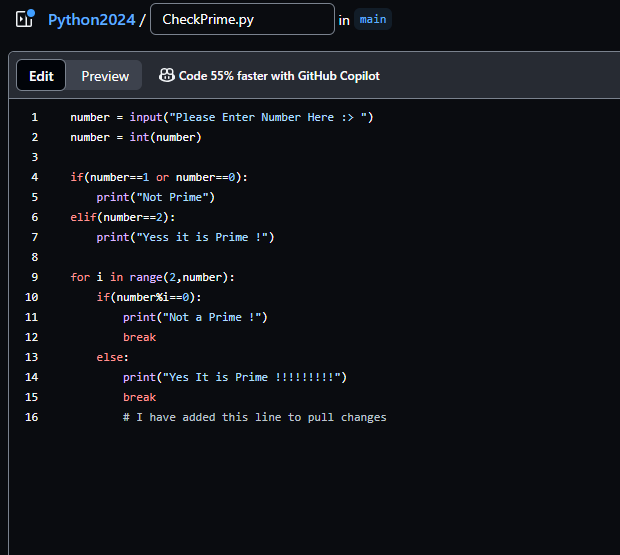 Python2024 / CheckPrime.py in main
Edit Preview Code 55% faster with GitHub Copilot
1 number = input("Please Enter Number Here :> ")
2 number = int(number)
3
4 if(number==1 or number==0):
5     print("Not Prime")
6 elif(number==2):
7     print("Yess it is Prime !")
8
9 for i in range(2,number):
10     if(number%i==0):
11         print("Not a Prime !")
12         break
13     else:
14         print("Yes It is Prime !!!!!!!!!")
15         break
16         # I have added this line to pull changes